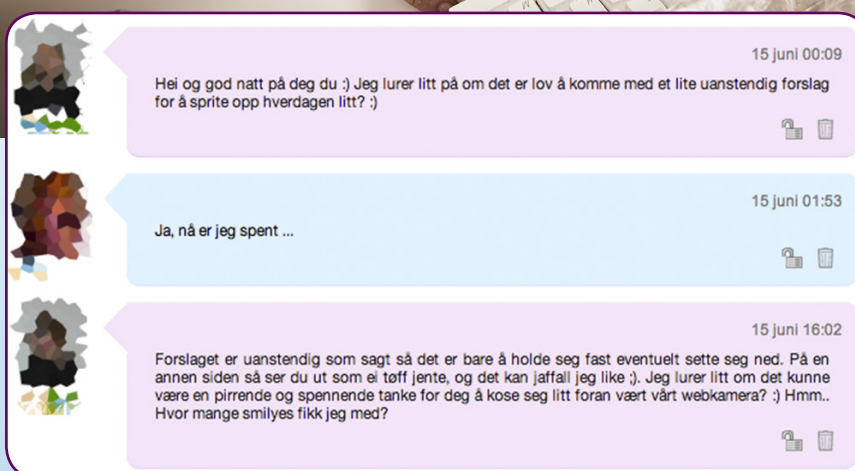 15 juni 00:09
Hei og god natt på deg du :) Jeg lurer litt på om det er lov å komme med et lite uanstendig forslag
for å sprite opp hverdagen litt? :)
15 juni 01:53
Ja, nå er jeg spent ...
15 juni 16:02
Forslaget er uanstendig som sagt så det er bare å holde seg fast eventuelt sette seg ned. På en
annen siden så ser du ut som ei tøff jente, og det kan jaffall jeg like ;). Jeg lurer litt om det kunne
være en pirrende og spennende tanke for deg å kose seg litt foran vært vårt webkamera? :) Hmm..
Hvor mange smilyes fikk jeg med?